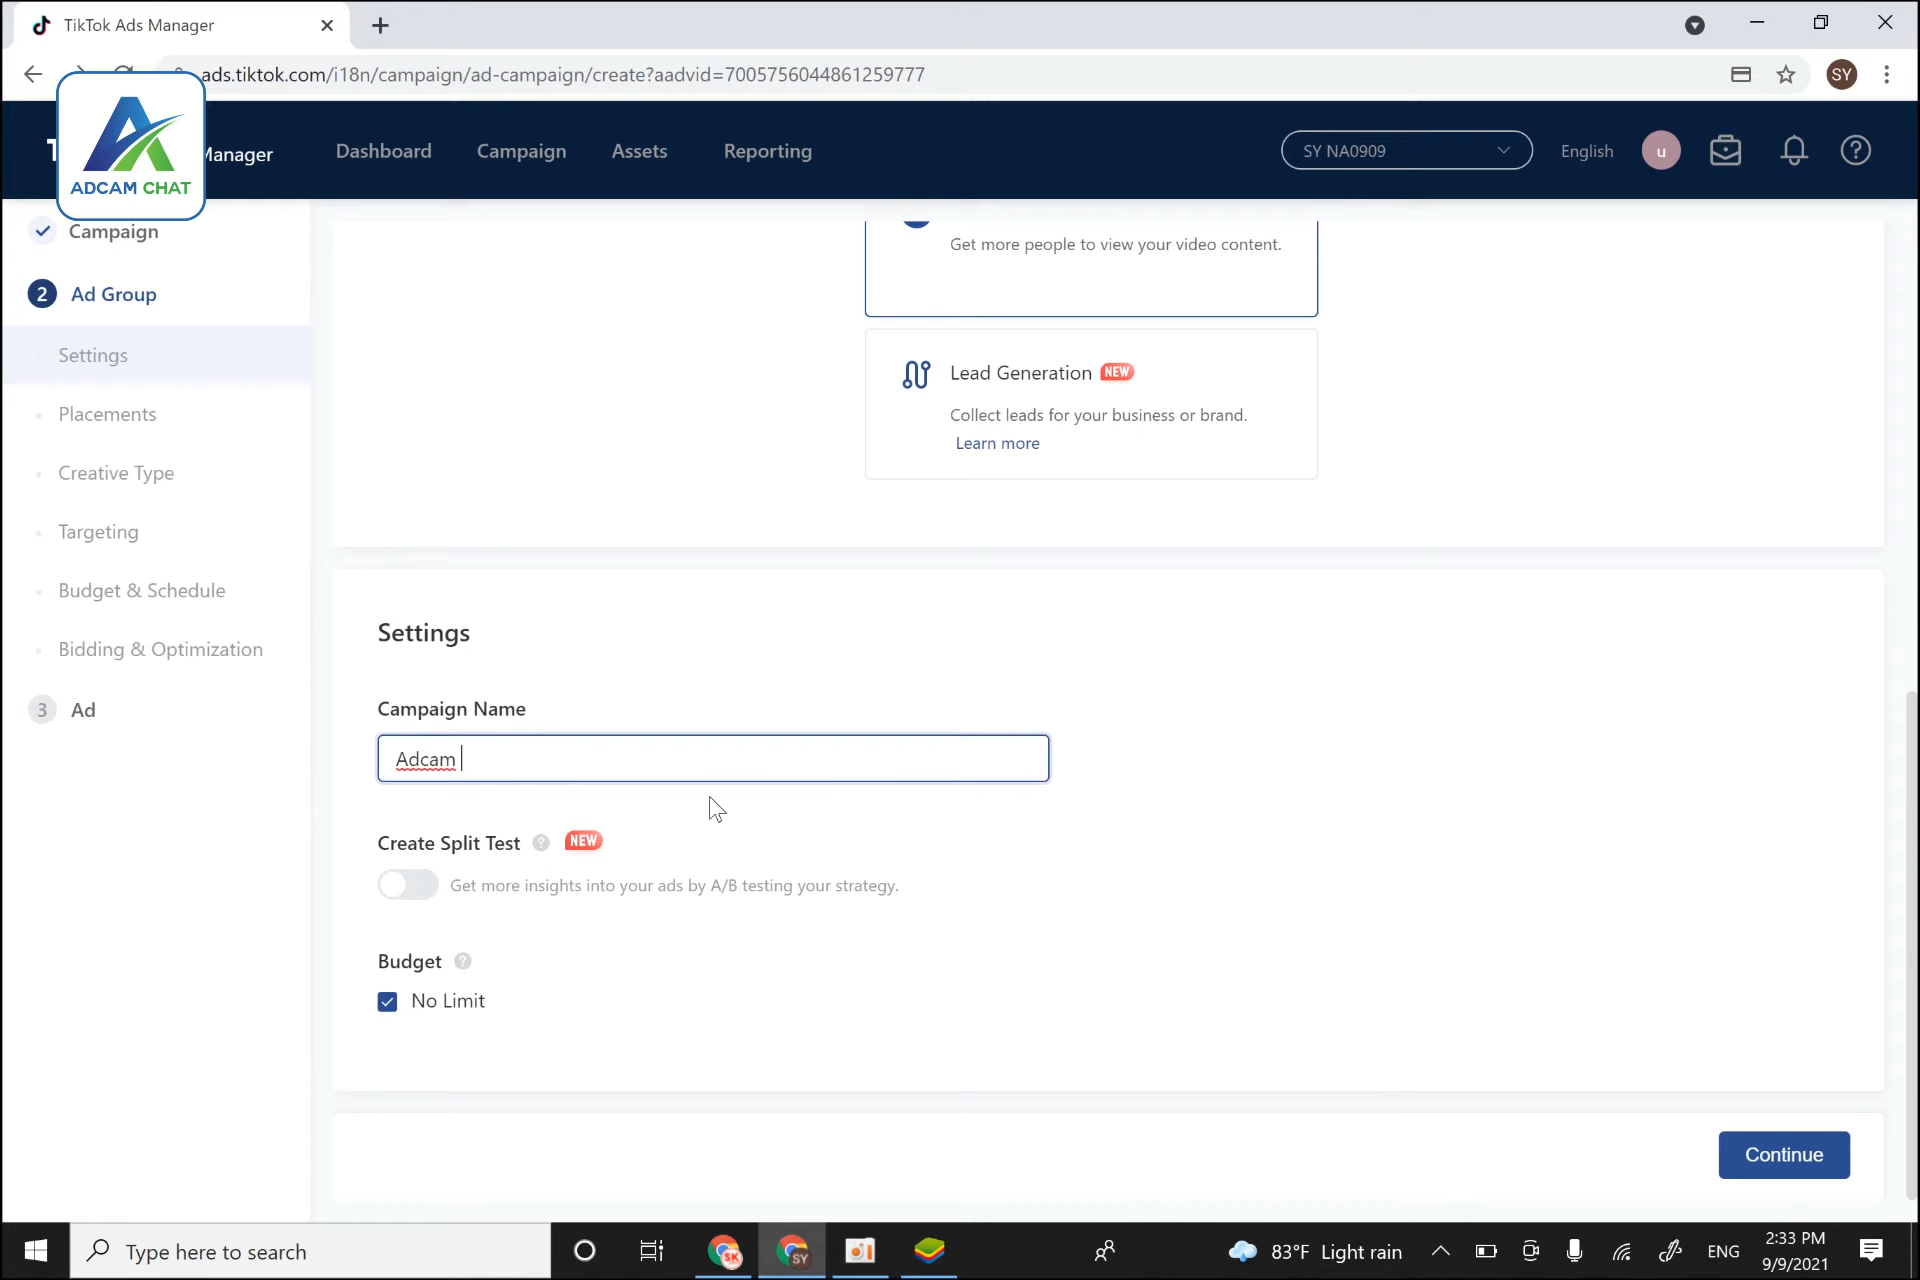 TikTok Ads Manager
ads.tiktok.com/i18n/campaign/ad-campaign/create?aadvid=7005756044861259777
SY
ADCAM CHAT
Manager
Dashboard
Campaign
Assets
Reporting
SY NA0909
English
u
Campaign
2 Ad Group
Settings
Placements
Creative Type
Targeting
Budget & Schedule
Bidding & Optimization
3 Ad
Get more people to view your video content.
Lead Generation NEW
Collect leads for your business or brand.
Learn more
Settings
Campaign Name
Adcam
Create Split Test ? NEW
Get more insights into your ads by A/B testing your strategy.
Budget ?
No Limit
Continue
Type here to search
SK
SY
83°F Light rain
ENG
2:33 PM
9/9/2021